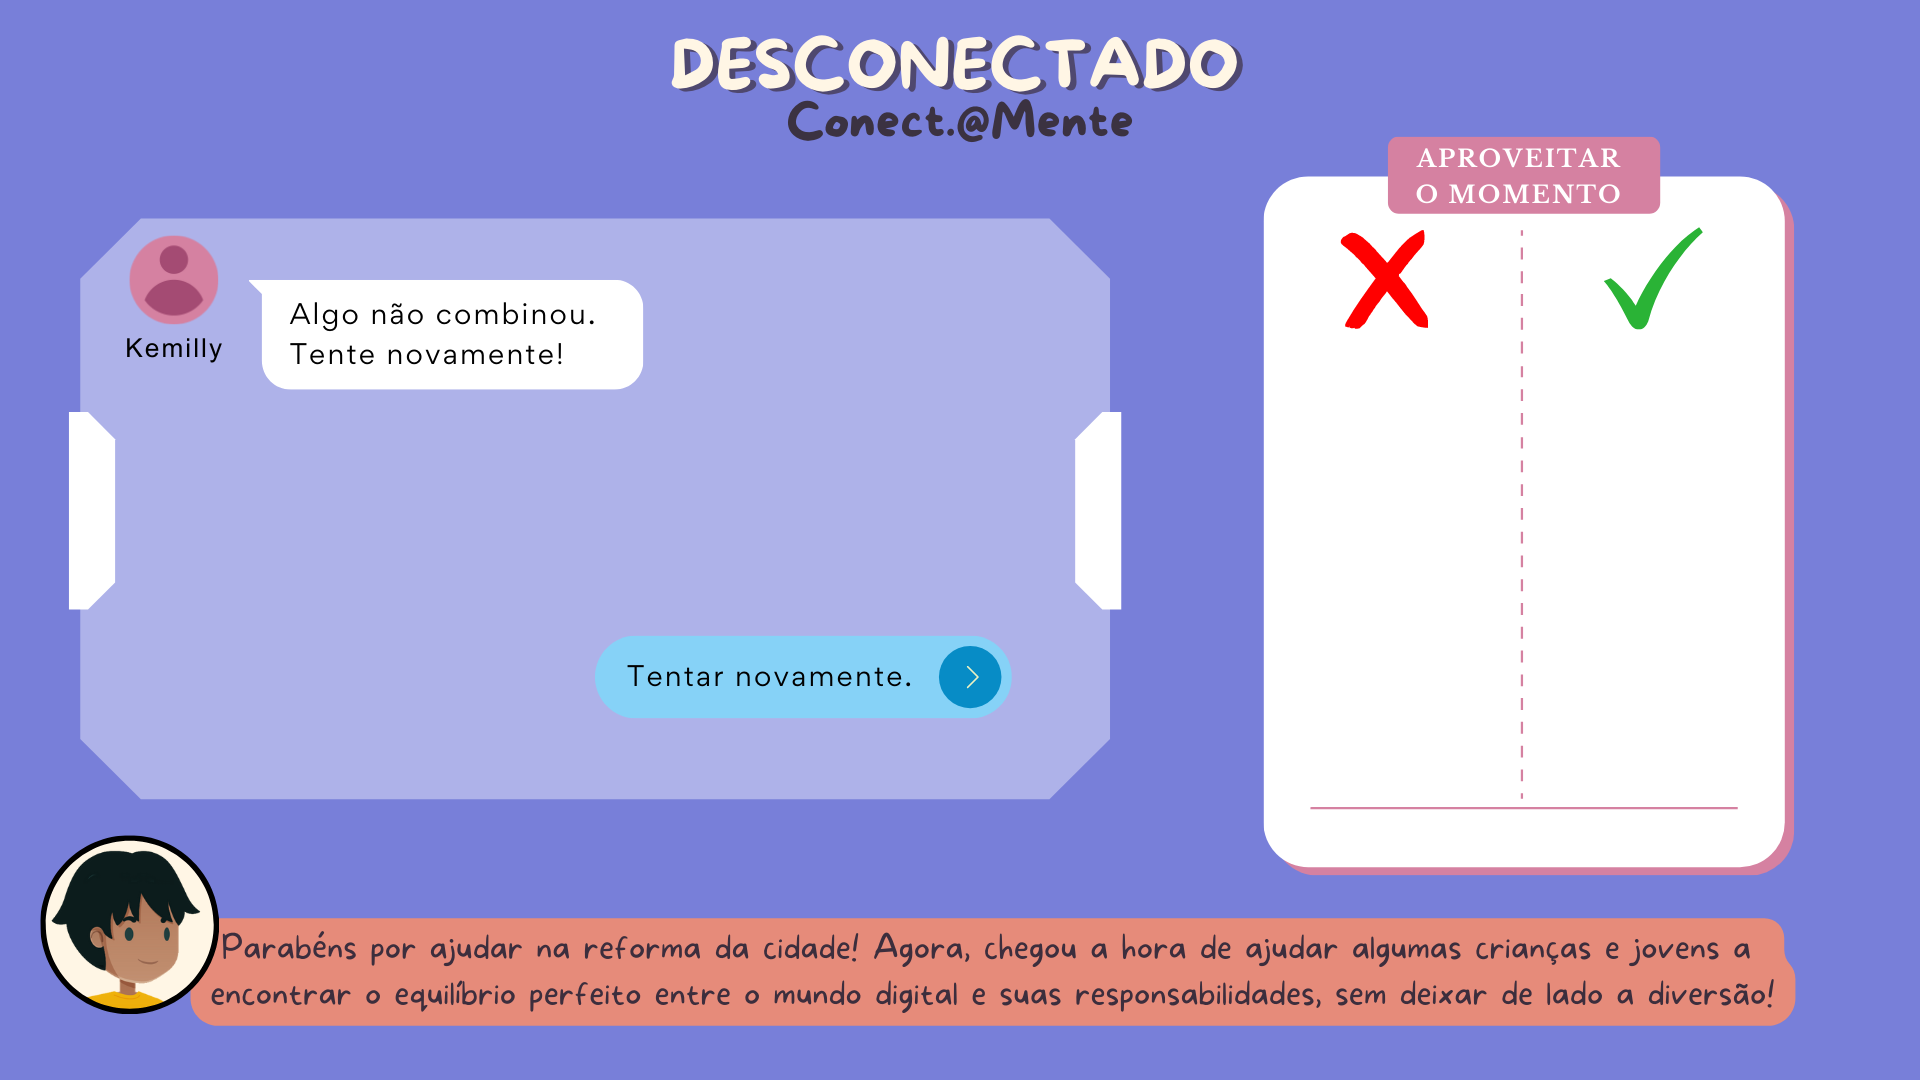 DESCONECTADO
Conect.@Mente
APROVEITAR
O MOMENTO
Kemilly
Algo não combinou.
Tente novamente!
Tentar novamente.
Parabéns por ajudar na reforma da cidade! Agora, chegou a hora de ajudar algumas crianças e jovens a
encontrar o equilíbrio perfeito entre o mundo digital e suas responsabilidades, sem deixar de lado a diversão!